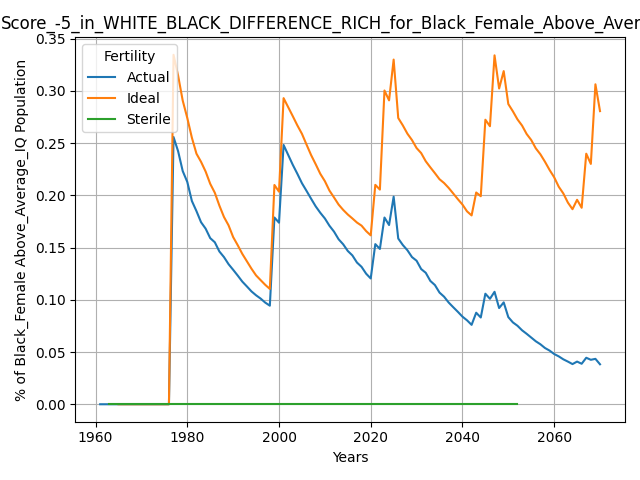 Score_-5_in_WHITE_BLACK_DIFFERENCE_RICH_for_Black_Female_Above_Aver
% of Black_Female Above_Average_IQ Population
0.35
0.30
0.25
0.20
0.15
0.10
0.05
0.00
Fertility
Actual
Ideal
Sterile
1960 1980 2000 2020 2040 2060
Years